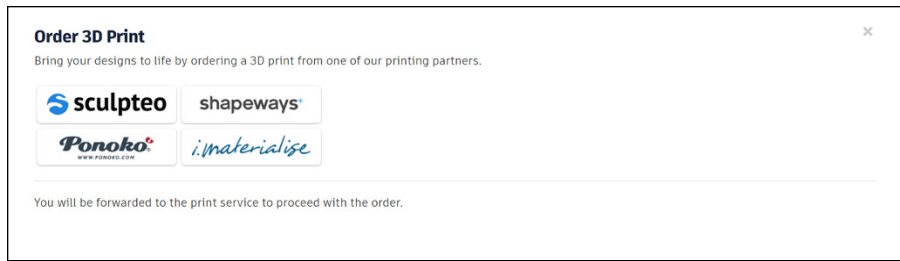 Order 3D Print
×
Bring your designs to life by ordering a 3D print from one of our printing partners.
sculpteo
shapeways*
Ponoko
WWW.PONOKO.COM
i.materialise
You will be forwarded to the print service to proceed with the order.